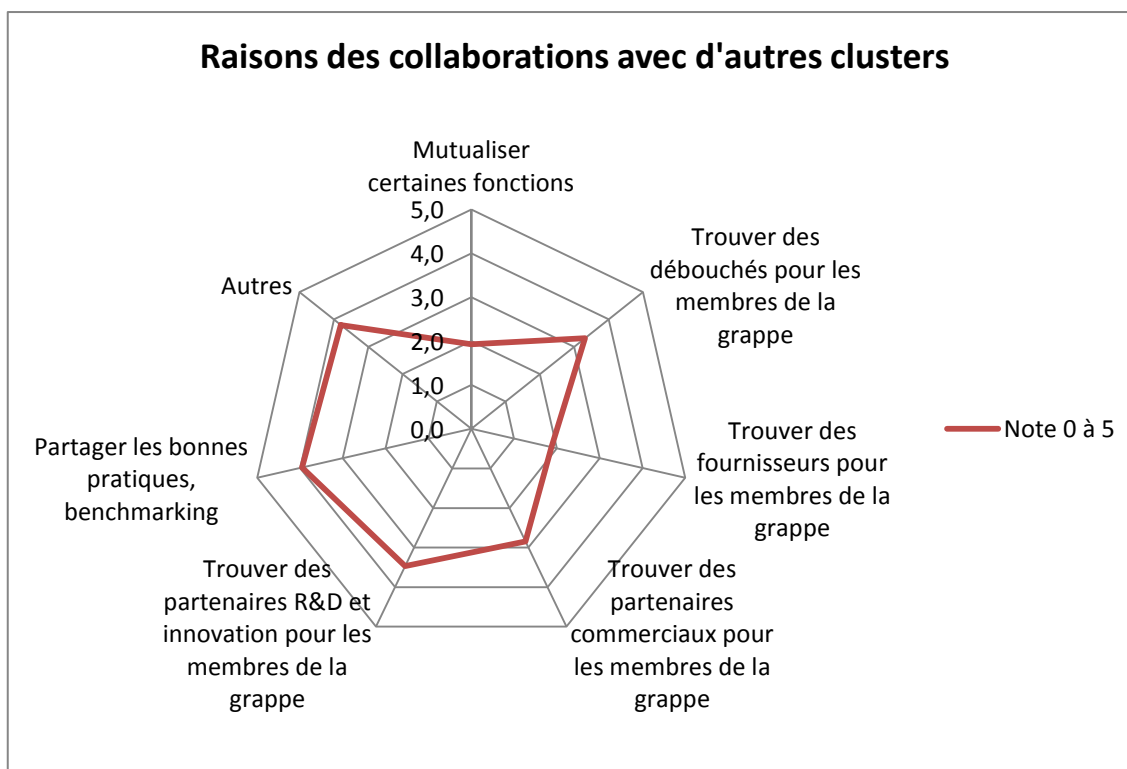 Raisons des collaborations avec d'autres clusters
Mutualiser
certaines fonctions
5,0
4,0
3,0
2,0
1,0
0,0
Trouver des
débouchés pour les
membres de la
grappe
Trouver des
fournisseurs pour
les membres de la
grappe
Trouver des
partenaires
commerciaux pour
les membres de la
grappe
Trouver des
partenaires R&D et
innovation pour les
membres de la
grappe
Partager les bonnes
pratiques,
benchmarking
Autres
Note 0 à 5